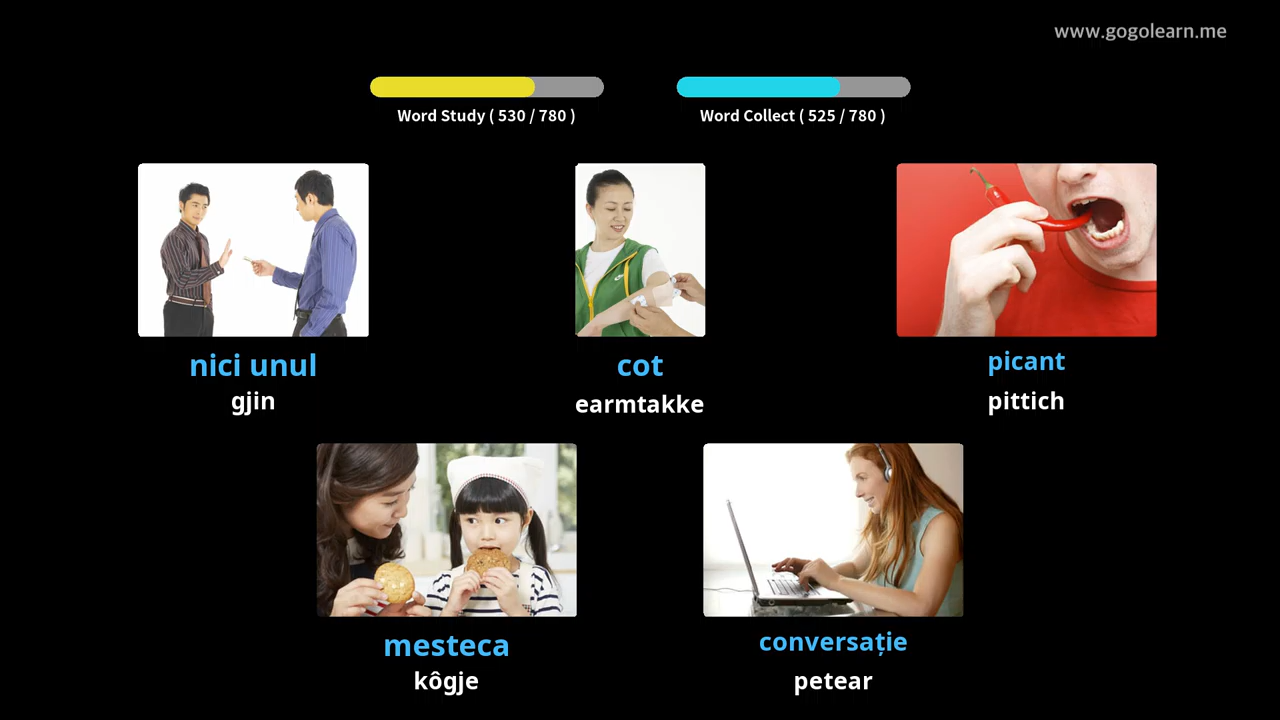 www.gogolearn.me
Word Study ( 530 / 780 )
Word Collect ( 525 / 780 )
nici unul
gjin
cot
earmtakke
picant
pittich
mesteca
kôgje
conversație
petear